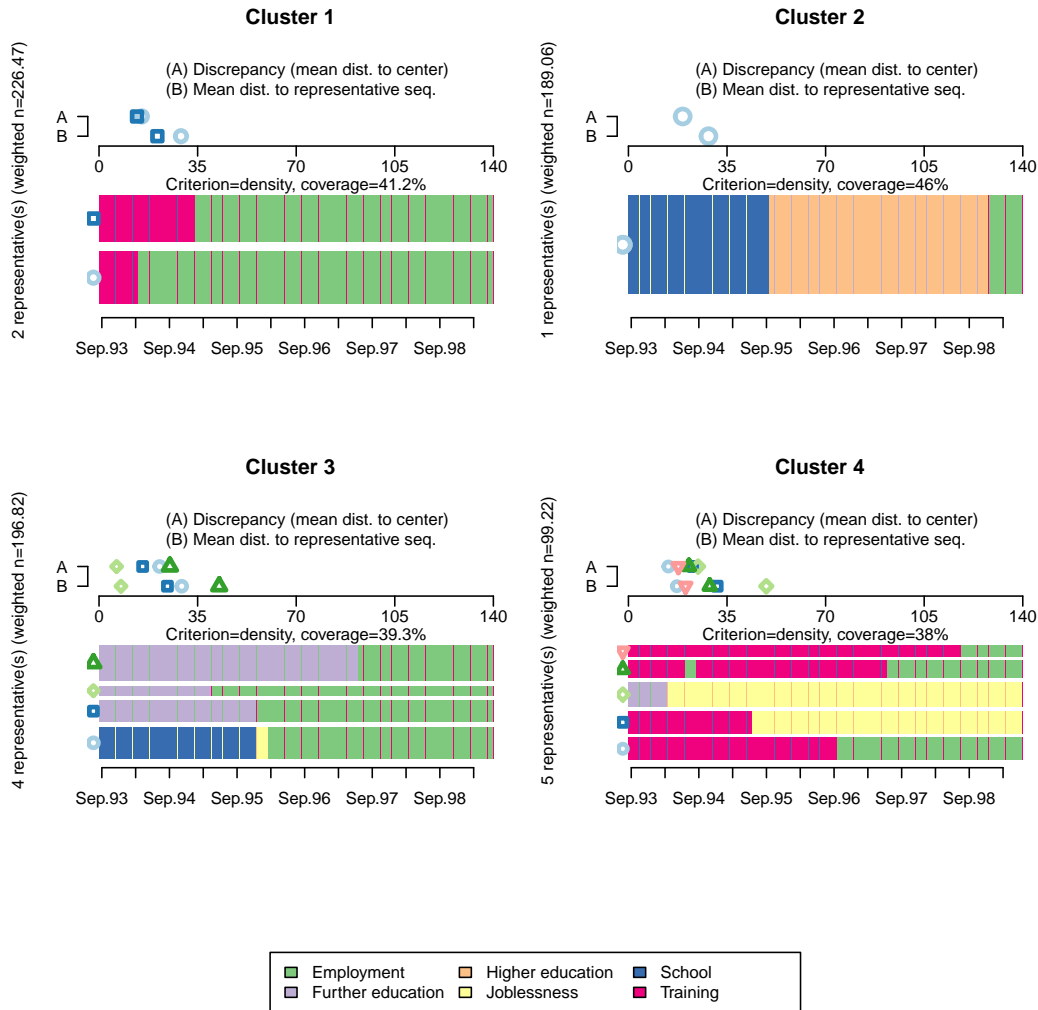 Cluster 1
2 representative(s) (weighted n=226.47)
(A) Discrepancy (mean dist. to center)
(B) Mean dist. to representative seq.
A
B
0 35 70 105 140
Criterion=density, coverage=41.2%
Sep.93 Sep.94 Sep.95 Sep.96 Sep.97 Sep.98
Cluster 2
1 representative(s) (weighted n=189.06)
(A) Discrepancy (mean dist. to center)
(B) Mean dist. to representative seq.
A
B
0 35 70 105 140
Criterion=density, coverage=46%
Sep.93 Sep.94 Sep.95 Sep.96 Sep.97 Sep.98
Cluster 3
4 representative(s) (weighted n=196.82)
(A) Discrepancy (mean dist. to center)
(B) Mean dist. to representative seq.
A
B
0 35 70 105 140
Criterion=density, coverage=39.3%
Sep.93 Sep.94 Sep.95 Sep.96 Sep.97 Sep.98
Cluster 4
5 representative(s) (weighted n=99.22)
(A) Discrepancy (mean dist. to center)
(B) Mean dist. to representative seq.
A
B
0 35 70 105 140
Criterion=density, coverage=38%
Sep.93 Sep.94 Sep.95 Sep.96 Sep.97 Sep.98
Employment Higher education School
Further education Joblessness Training